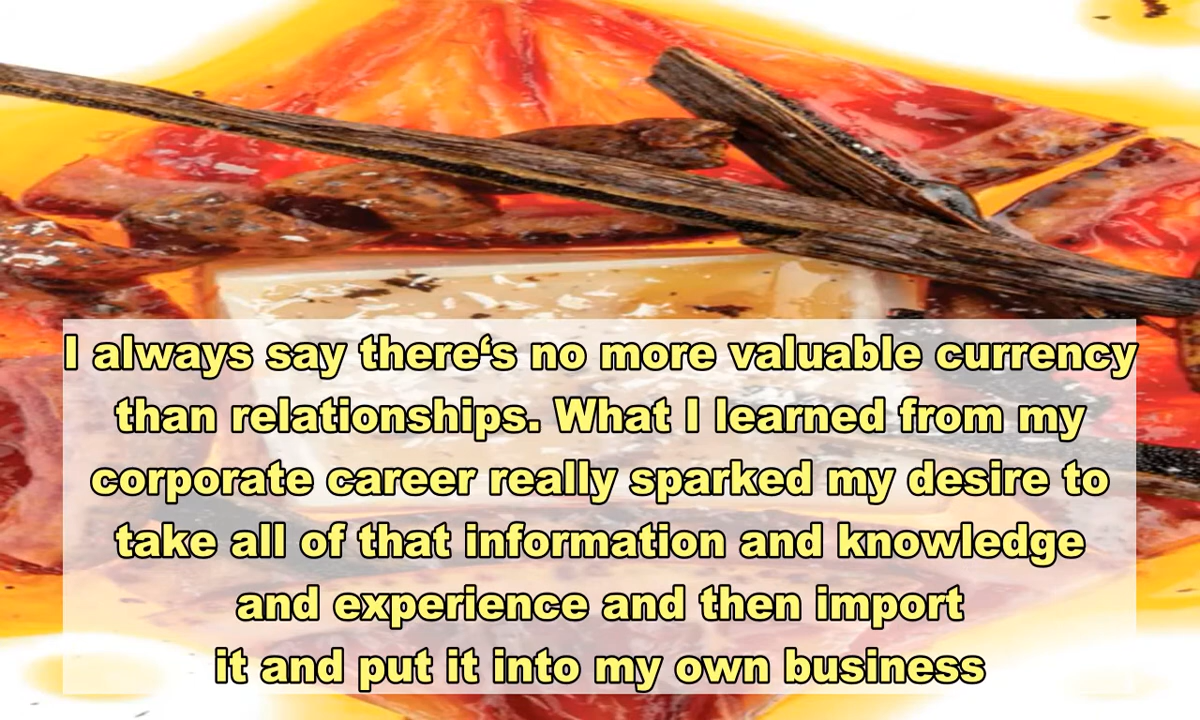 I always say there‘s no more valuable currency
than relationships. What I learned from my
corporate career really sparked my desire to
take all of that information and knowledge
and experience and then import
it and put it into my own business